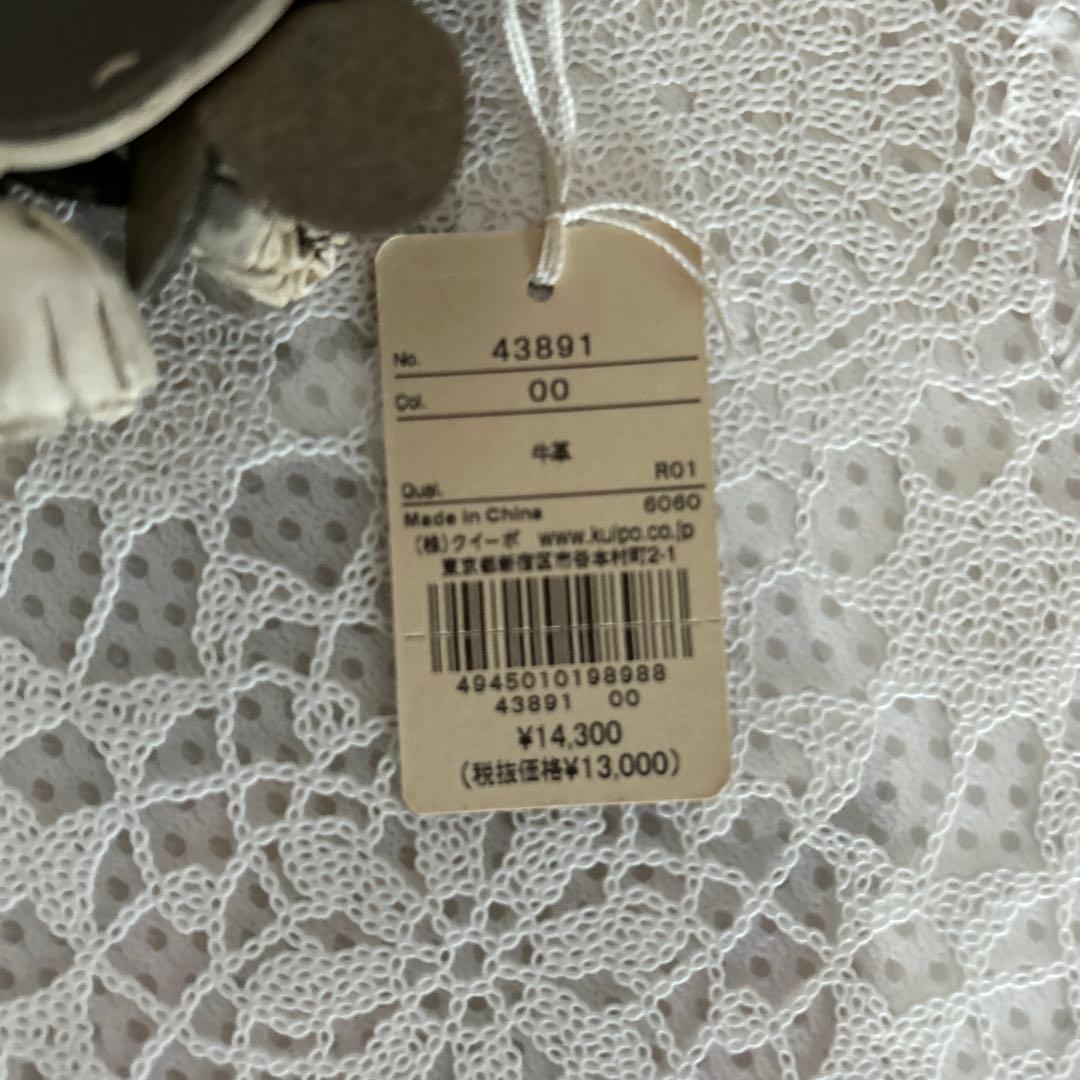 No. 43891
Col. 00
牛革
Qual. R01
Made in China 6060
(株)クイーポ www.kuipo.co.jp
東京都新宿区市谷本村町2-1
4945010198988
43891 00
¥14,300
(税抜価格¥13,000)